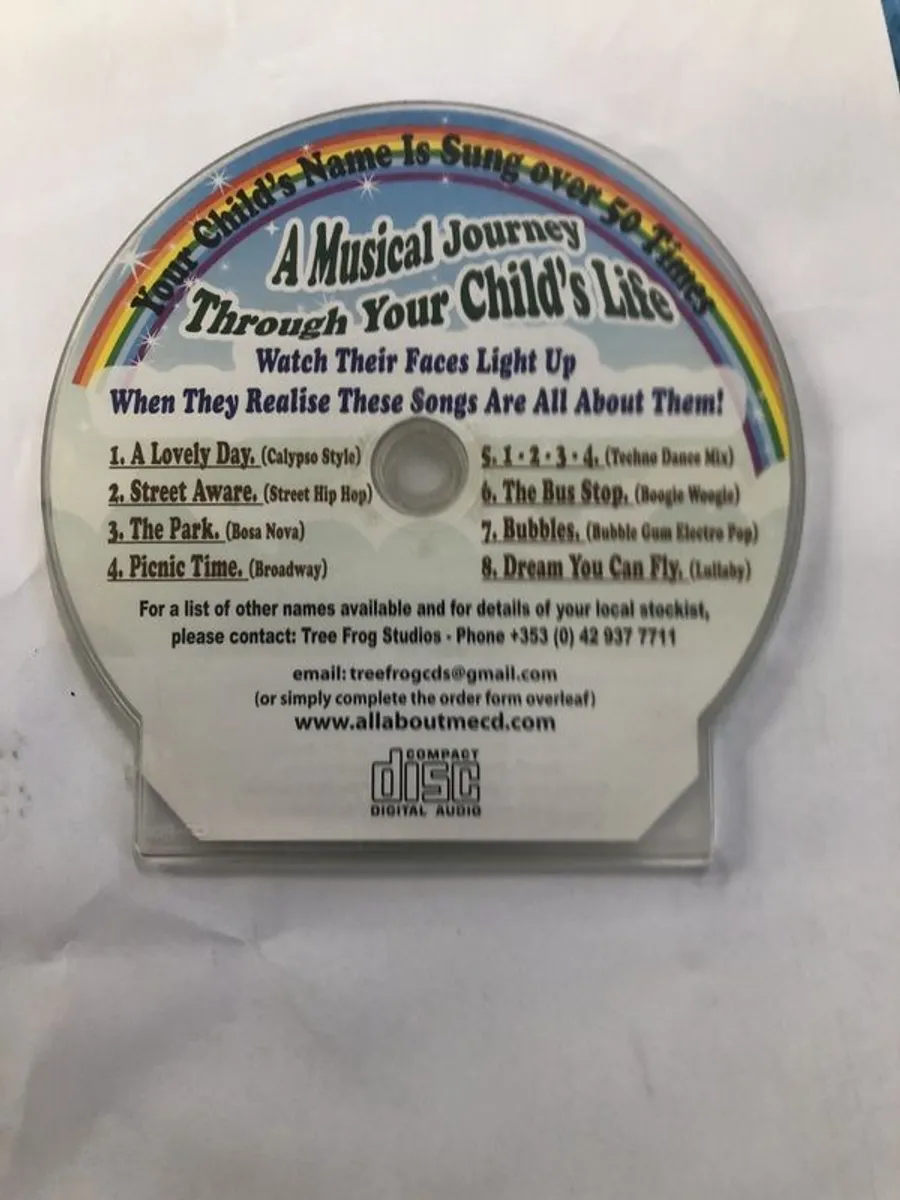 Your Child's Name Is Sung over 50 Times
A Musical Journey
Through Your Child's Life
Watch Their Faces Light Up
When They Realise These Songs Are All About Them!
1. A Lovely Day. (Calypso Style)
2. Street Aware. (Street Hip Hop)
3. The Park. (Bosa Nova)
4. Picnic Time. (Broadway)
5. 1 • 2 • 3 • 4. (Techno Dance Mix)
6. The Bus Stop. (Boogie Woogie)
7. Bubbles. (Bubble Gum Electro Pop)
8. Dream You Can Fly. (Lullaby)
For a list of other names available and for details of your local stockist,
please contact: Tree Frog Studios - Phone +353 (0) 42 937 7711
email: treefrogcds@gmail.com
(or simply complete the order form overleaf)
www.allaboutmecd.com
COMPACT
disc
DIGITAL AUDIO